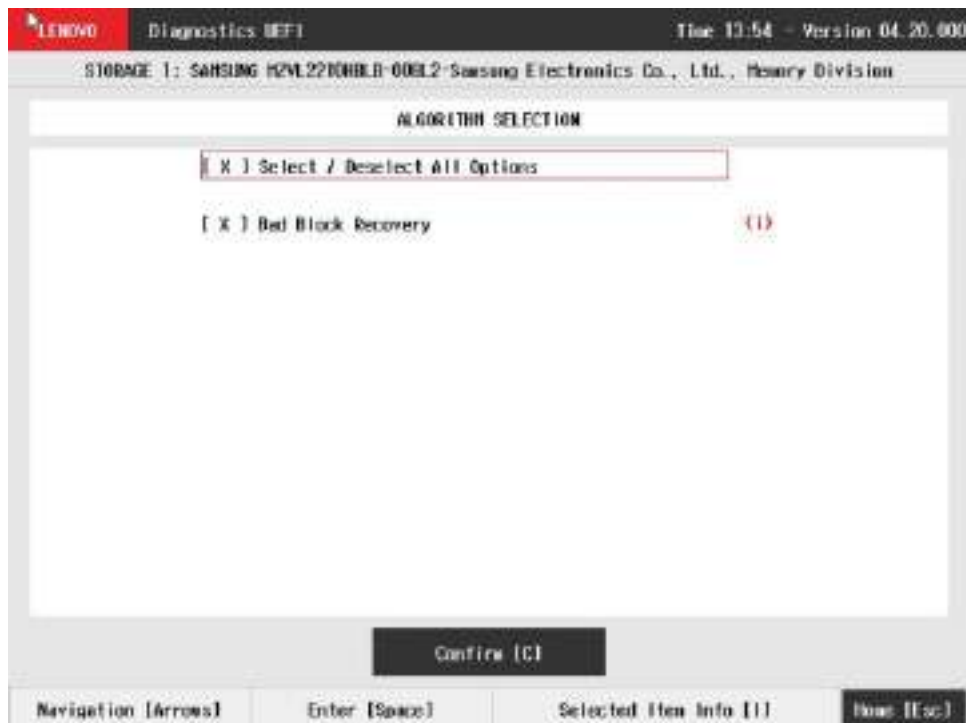 LENOVO Diagnostics UEFI Time 13:54 - Version 04.20.000
STORAGE 1: SAMSUNG Samsung Electronics Co., Ltd., Memory Division
ALGORITHM SELECTION
[ X ] Select / Deselect All Options
[ X ] Bad Block Recovery (i)
Confirm [C]
Navigation [Arrows] Enter [Space] Selected Item Info [I] Home [Esc]